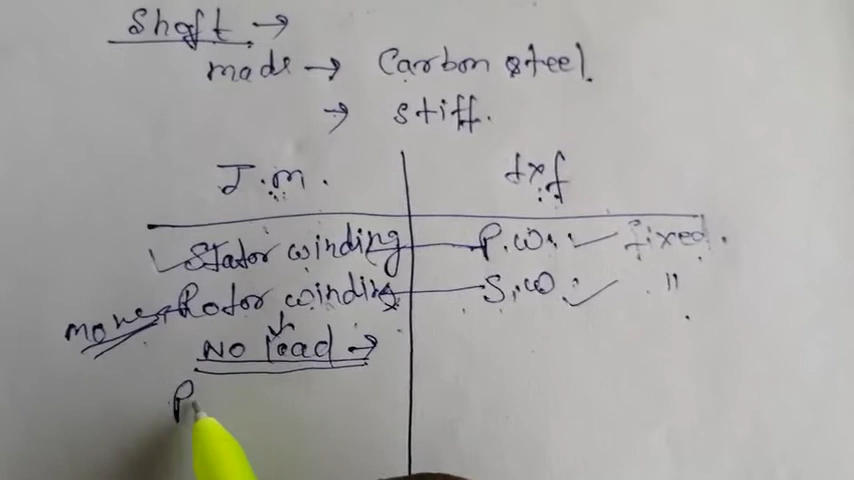 Shaft →
made → Carbon steel.
→ stiff.
I.m. txf
Stator winding P.W. fixed.
move Rotor winding S.W. "
No load →
P